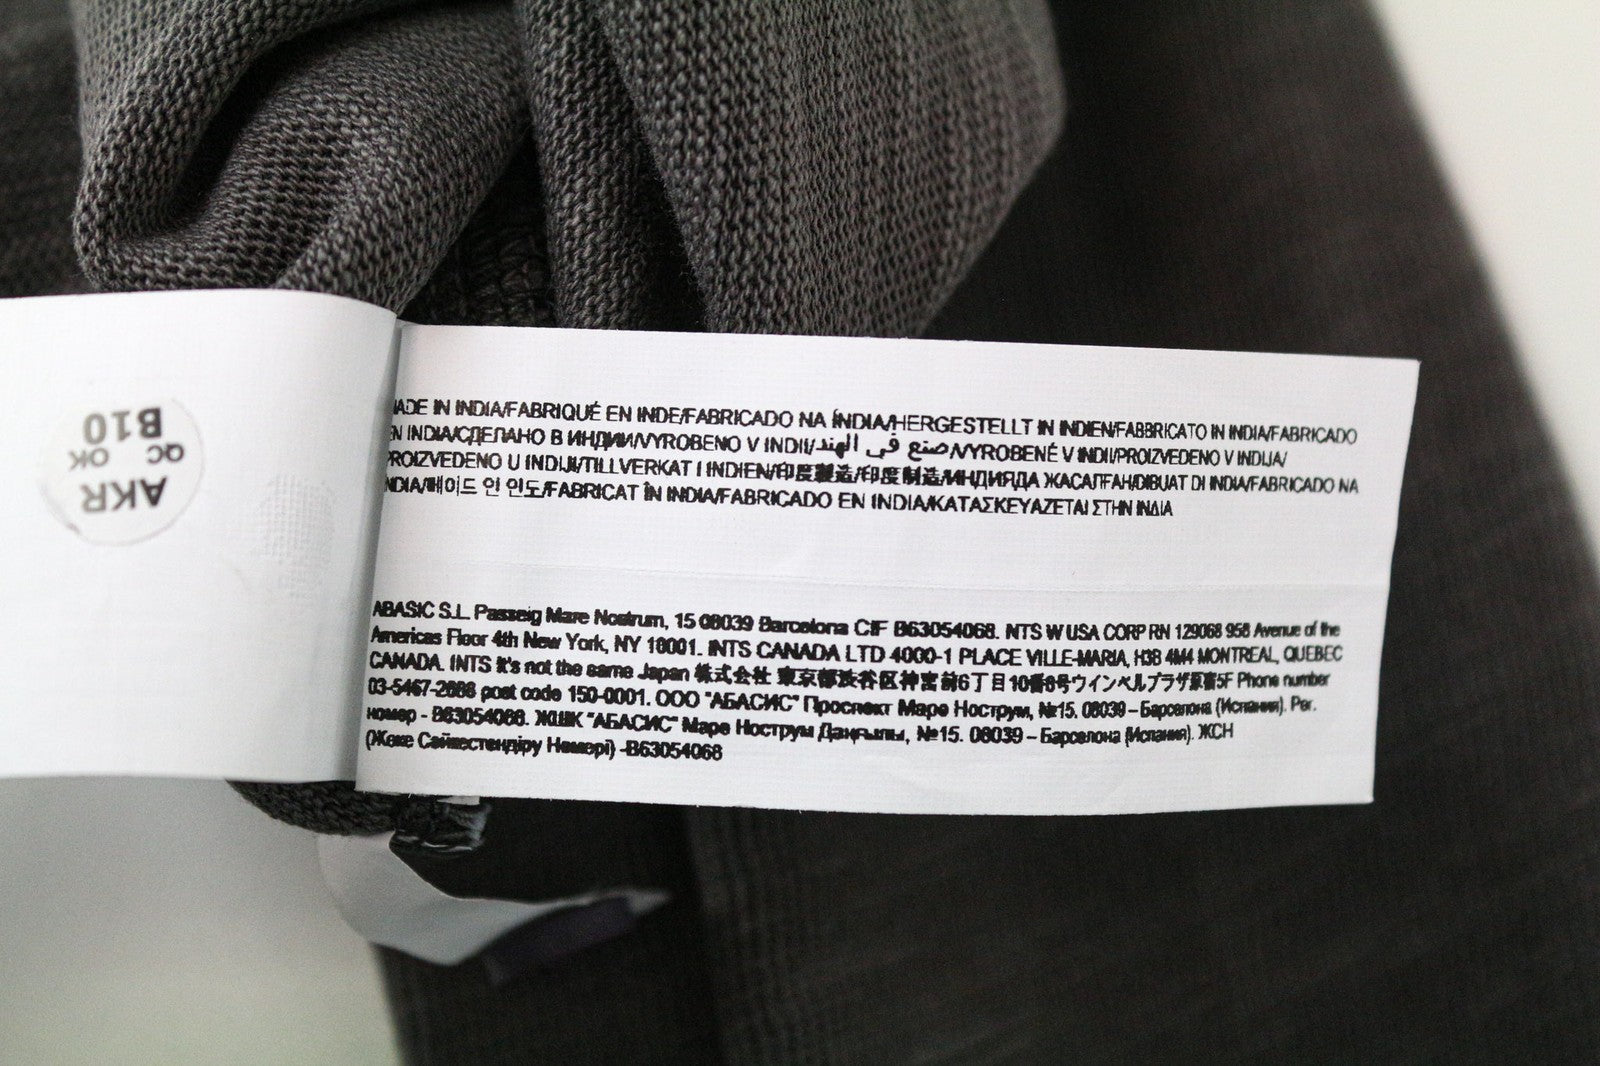 AKR
QC OK
B10
MADE IN INDIA/FABRIQUÉ EN INDE/FABRICADO NA ÍNDIA/HERGESTELLT IN INDIEN/FABBRICATO IN INDIA/FABRICADO
EN INDIA/СДЕЛАНО В ИНДИИ/VYROBENO V INDII/صنع في الهند/VYROBENÉ V INDII/PROIZVEDENO V INDIJA/
PROIZVEDENO U INDIJI/TILLVERKAT I INDIEN/印度製造/印度制造/ИНДИЯДА ЖАСАЛҒАН/DIBUAT DI INDIA/FABRICADO NA
INDIA/메이드 인 인도/FABRICAT ÎN INDIA/FABRICADO EN INDIA/ΚΑΤΑΣΚΕΥΑΖΕΤΑΙ ΣΤΗΝ ΙΝΔΙΑ
ABASIC S.L. Passeig Mare Nostrum, 15 08039 Barcelona CIF B63054068. NTS W USA CORP RN 129068 958 Avenue of the
Americas Floor 4th New York, NY 10001. INTS CANADA LTD 4000-1 PLACE VILLE-MARIA, H3B 4M4 MONTREAL, QUEBEC
CANADA. INTS It's not the same Japan 株式会社 東京都渋谷区神宮前6丁目10番8号ウインベルプラザ原宿5F Phone number
03-5467-2668 post code 150-0001. ООО "АБАСИС" Проспект Маре Нострум, №15. 08039 – Барселона (Испания). Рег.
номер - B63054068. ЖШК "АБАСИС" Маре Нострум Даңғылы, №15. 08039 – Барселона (Испания). ЖСН
(Жеке Сәйкестендіру Нөмері) -B63054068